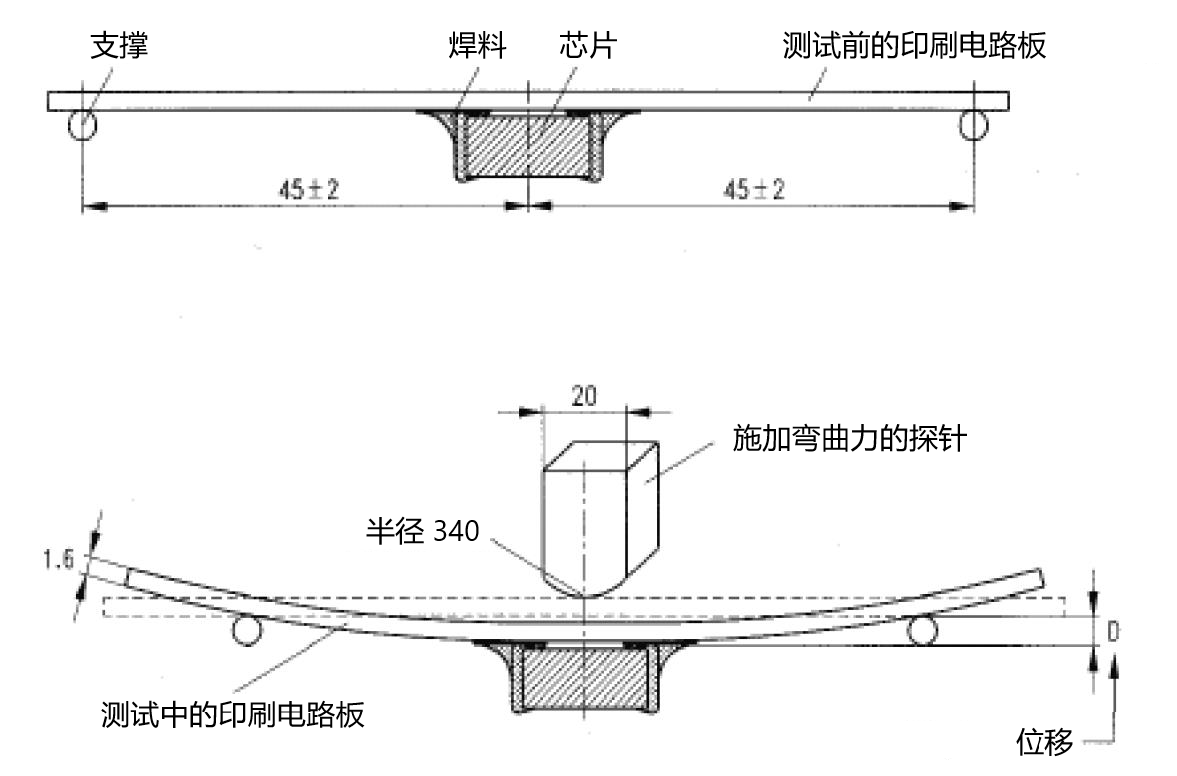 支撑
焊料
芯片
测试前的印刷电路板
45±2
45±2
20
施加弯曲力的探针
半径 340
1.6
D
测试中的印刷电路板
位移